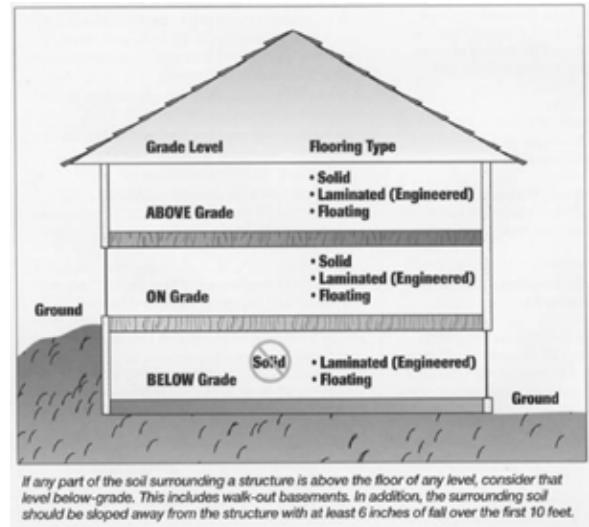 Grade Level Flooring Type
• Solid
• Laminated (Engineered)
ABOVE Grade • Floating
• Solid
• Laminated (Engineered)
ON Grade • Floating
Ground
Solid • Laminated (Engineered)
BELOW Grade • Floating
Ground
If any part of the soil surrounding a structure is above the floor of any level, consider that
level below-grade. This includes walk-out basements. In addition, the surrounding soil
should be sloped away from the structure with at least 6 inches of fall over the first 10 feet.